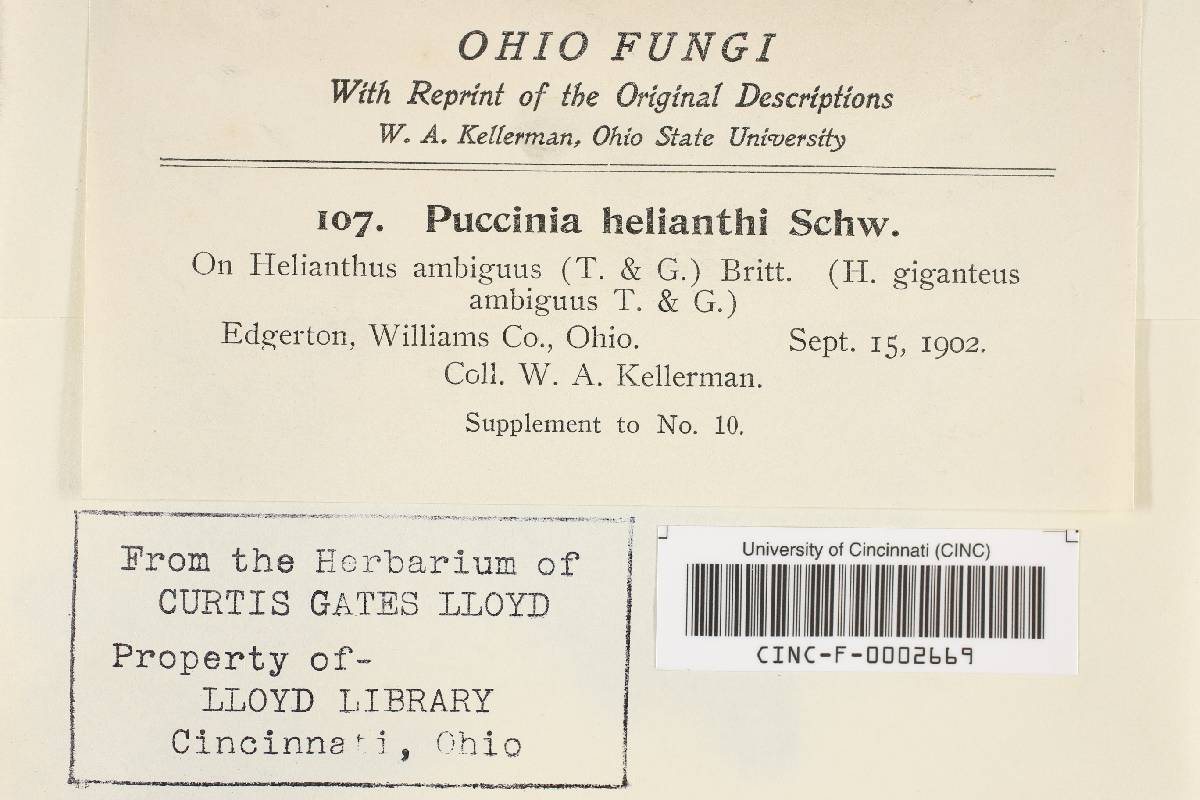 OHIO FUNGI
With Reprint of the Original Descriptions
W. A. Kellerman, Ohio State University
107. Puccinia helianthi Schw.
On Helianthus ambiguus (T. & G.) Britt. (H. giganteus
ambiguus T. & G.)
Edgerton, Williams Co., Ohio. Sept. 15, 1902.
Coll. W. A. Kellerman.
Supplement to No. 10.
From the Herbarium of
CURTIS GATES LLOYD
Property of-
LLOYD LIBRARY
Cincinnati, Ohio
University of Cincinnati (CINC)
CINC-F-0002669